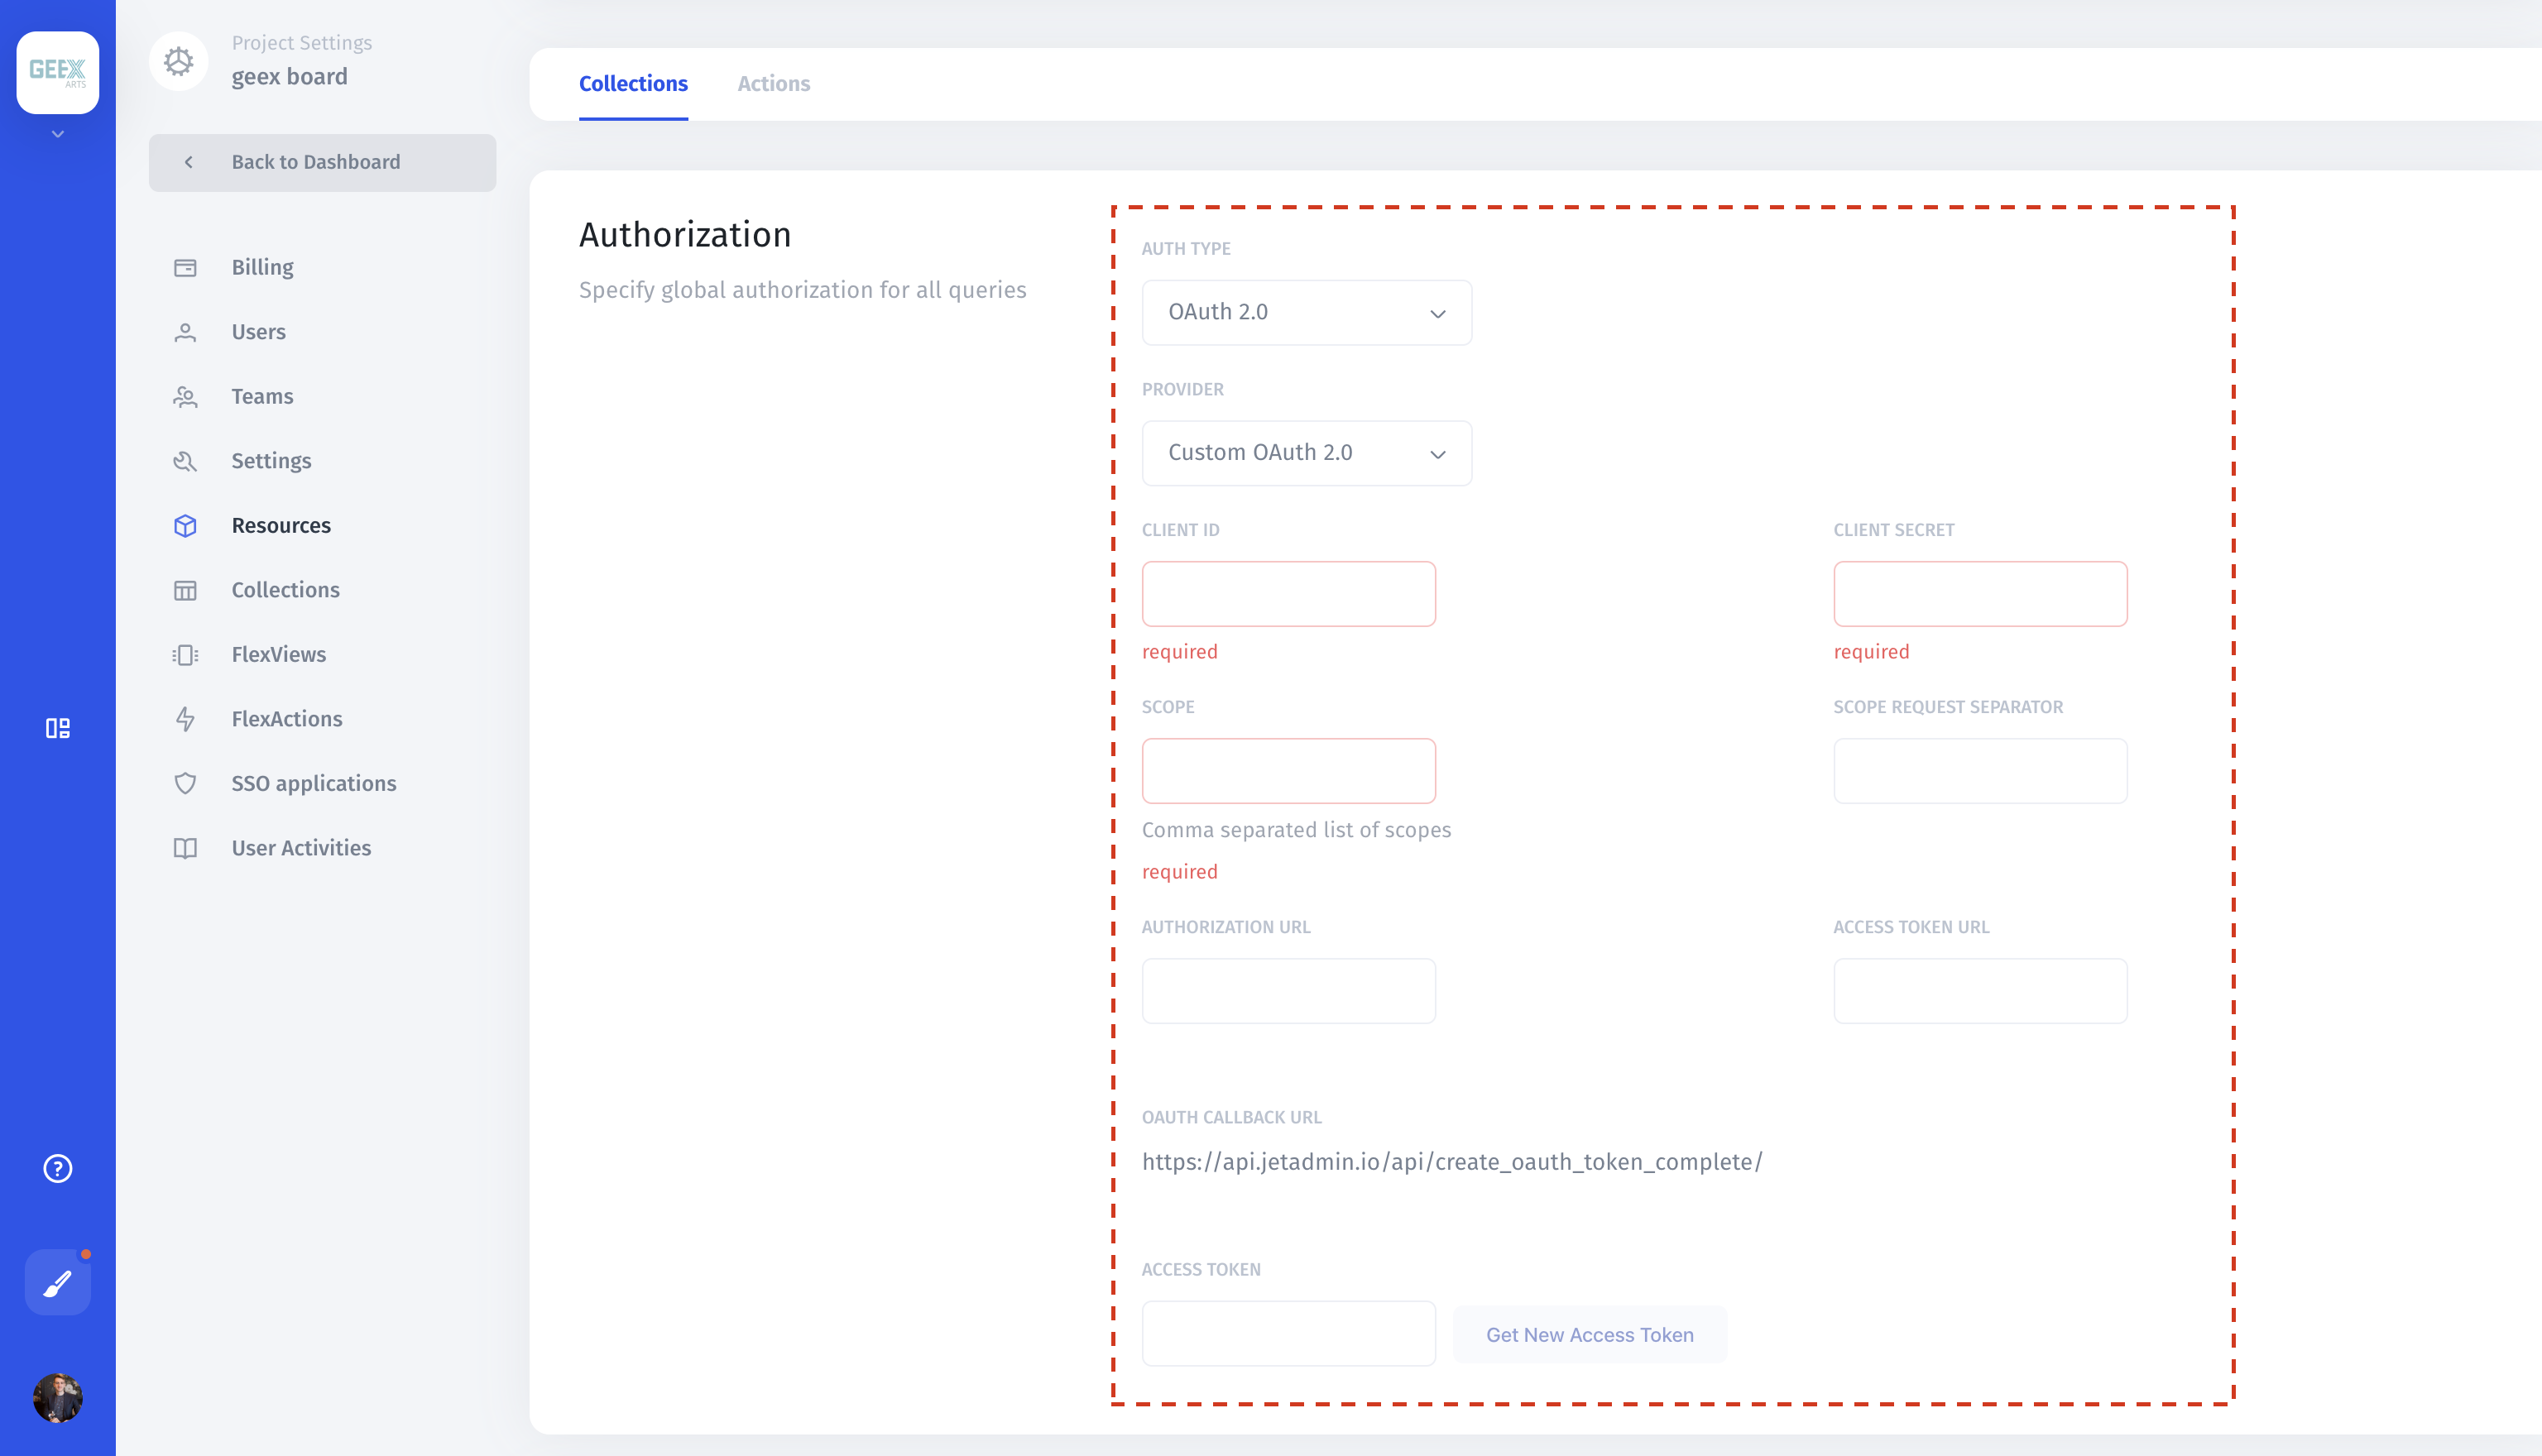 GEEX
ARTS
Project Settings
geex board
Back to Dashboard
Billing
Users
Teams
Settings
Resources
Collections
FlexViews
FlexActions
SSO applications
User Activities
?
Collections
Actions
Authorization
Specify global authorization for all queries
AUTH TYPE
OAuth 2.0
PROVIDER
Custom OAuth 2.0
CLIENT ID
CLIENT SECRET
required
required
SCOPE
SCOPE REQUEST SEPARATOR
Comma separated list of scopes
required
AUTHORIZATION URL
ACCESS TOKEN URL
OAUTH CALLBACK URL
https://api.jetadmin.io/api/create_oauth_token_complete/
ACCESS TOKEN
Get New Access Token